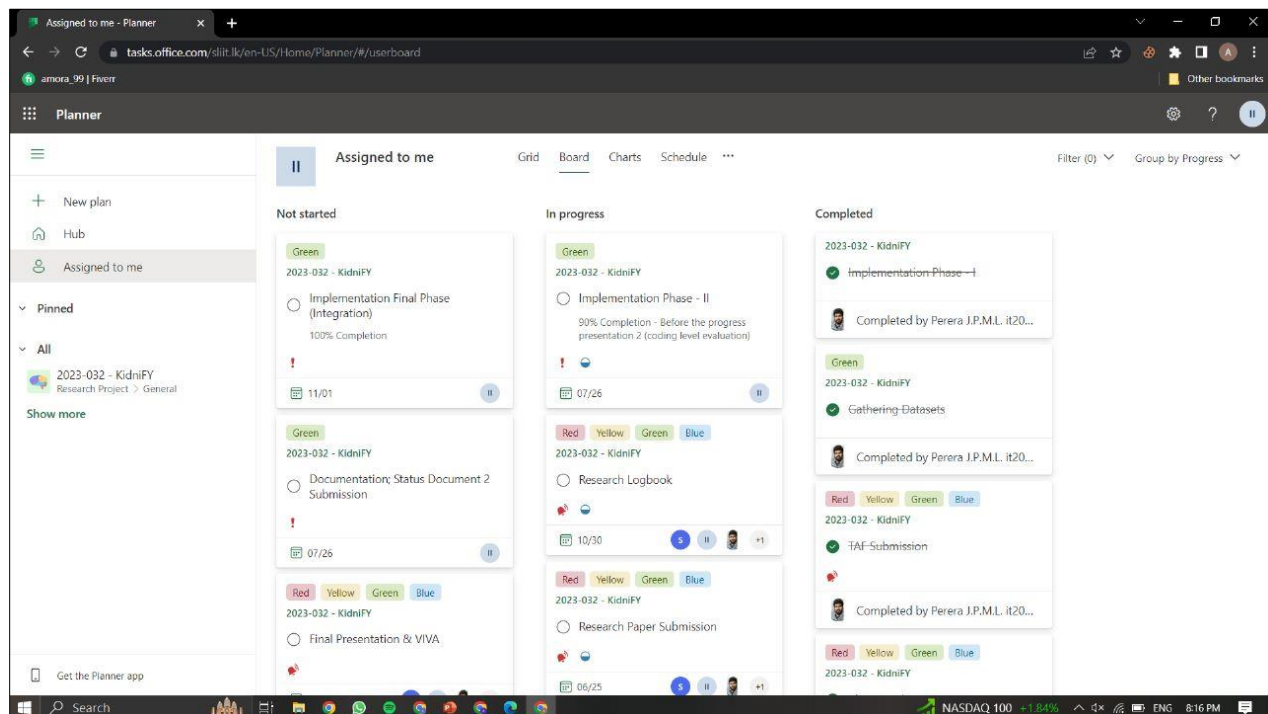 Assigned to me - Planner
tasks.office.com/sliit.lk/en-US/Home/Planner/#/userboard
A
fi amora_99 | Fiverr
Other bookmarks
Planner
?
II
II
Assigned to me
Grid Board Charts Schedule ...
Filter (0) Group by Progress
New plan
Hub
Assigned to me
Pinned
All
2023-032 - KidniFY
Research Project > General
Show more
Get the Planner app
Not started
Green
2023-032 - KidniFY
Implementation Final Phase
(Integration)
100% Completion
!
11/01 II
Green
2023-032 - KidniFY
Documentation; Status Document 2
Submission
!
07/26 II
Red Yellow Green Blue
2023-032 - KidniFY
Final Presentation & VIVA
In progress
Green
2023-032 - KidniFY
Implementation Phase - II
90% Completion - Before the progress
presentation 2 (coding level evaluation)
!
07/26 II
Red Yellow Green Blue
2023-032 - KidniFY
Research Logbook
10/30 S II +1
Red Yellow Green Blue
2023-032 - KidniFY
Research Paper Submission
06/25 S II +1
Completed
2023-032 - KidniFY
Implementation Phase - I
Completed by Perera J.P.M.L. it20...
Green
2023-032 - KidniFY
Gathering Datasets
Completed by Perera J.P.M.L. it20...
Red Yellow Green Blue
2023-032 - KidniFY
TAF Submission
Completed by Perera J.P.M.L. it20...
Red Yellow Green Blue
2023-032 - KidniFY
Search
NASDAQ 100 +1.84% ENG 8:16 PM